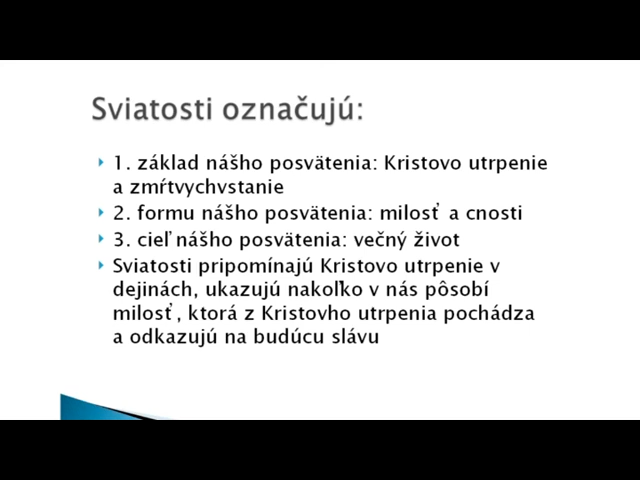 Sviatosti označujú:
1. základ nášho posvätenia: Kristovo utrpenie
a zmŕtvychvstanie
2. formu nášho posvätenia: milosť a cnosti
3. cieľ nášho posvätenia: večný život
Sviatosti pripomínajú Kristovo utrpenie v
dejinách, ukazujú nakoľko v nás pôsobí
milosť, ktorá z Kristovho utrpenia pochádza
a odkazujú na budúcu slávu